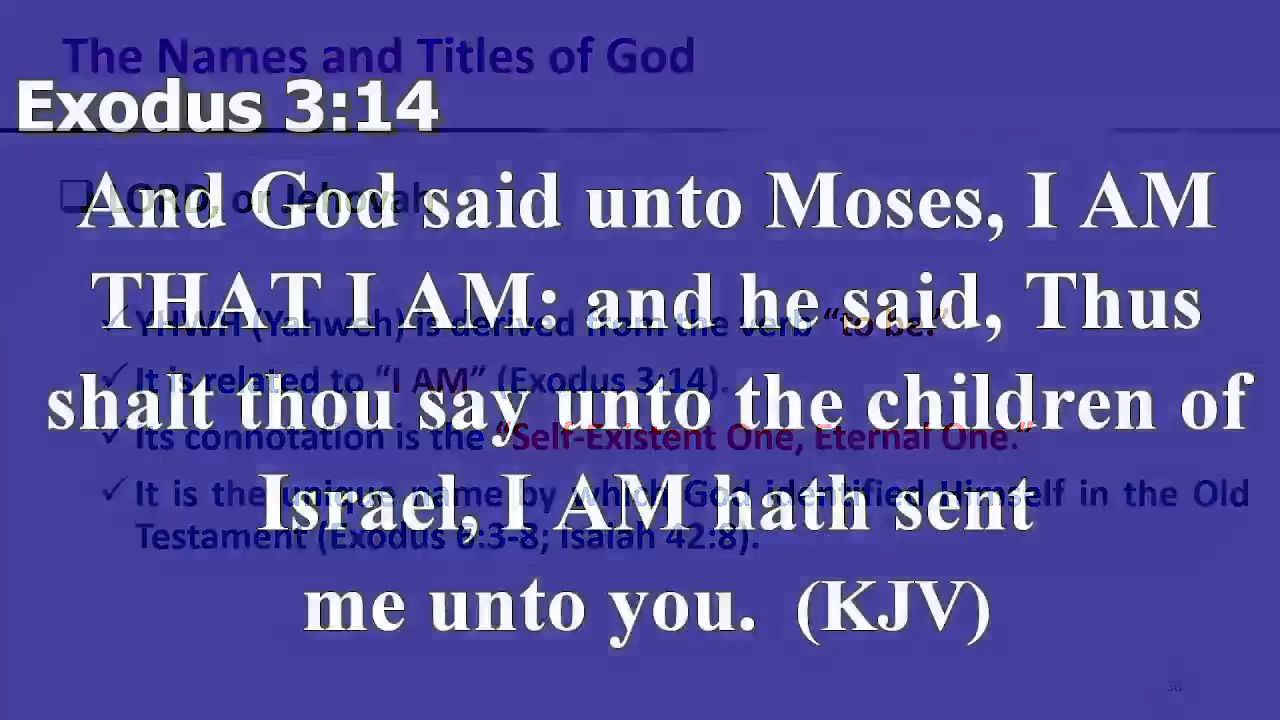 The Names and Titles of God
Exodus 3:14
And God said unto Moses, I AM
THAT I AM: and he said, Thus
shalt thou say unto the children of
Israel, I AM hath sent
me unto you. (KJV)
❑ LORD, or Jehovah
✓ YHWH (Yahweh) is derived from the verb “to be.”
✓ It is related to “I AM” (Exodus 3:14).
✓ Its connotation is the “Self-Existent One, Eternal One.”
✓ It is the unique name by which God identified Himself in the Old
Testament (Exodus 6:3-8; Isaiah 42:8).
30